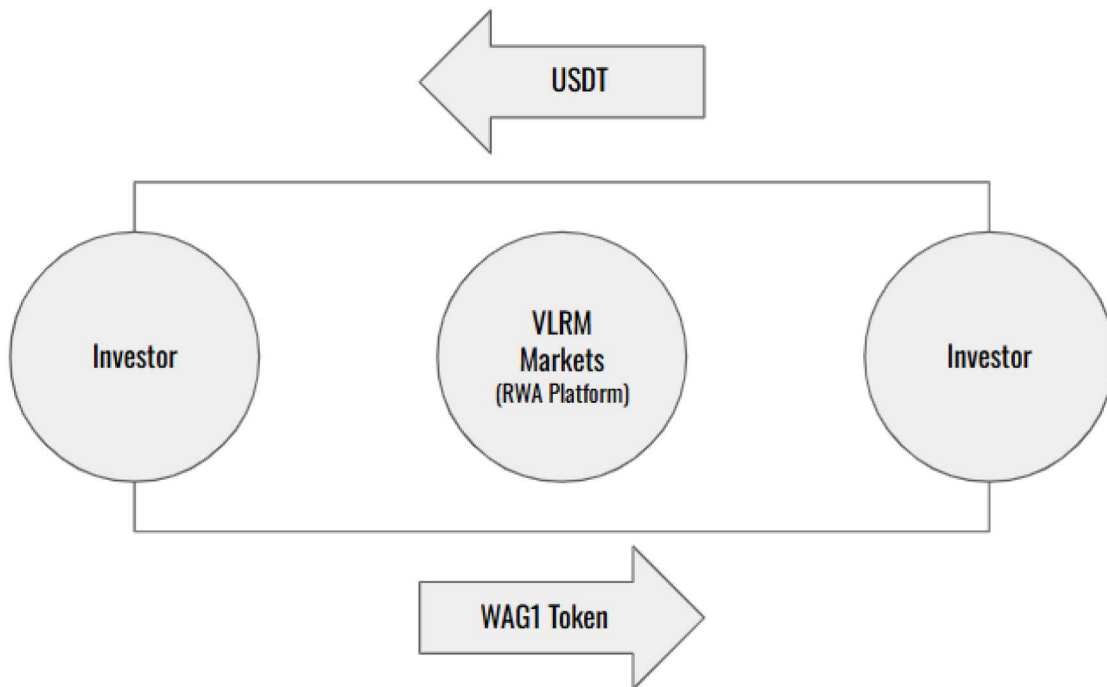 USDT
Investor
VLRM
Markets
(RWA Platform)
Investor
WAG1 Token